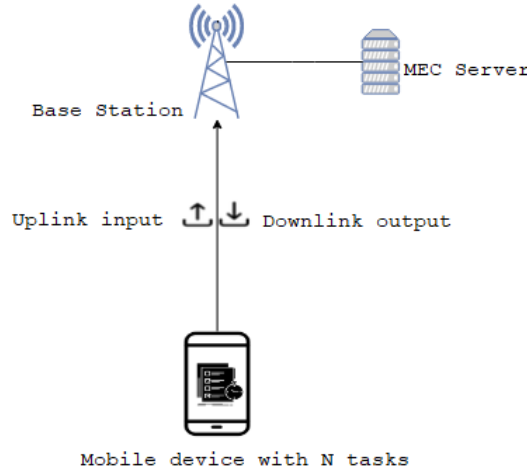 MEC Server
Base Station
Uplink input
Downlink output
Mobile device with N tasks